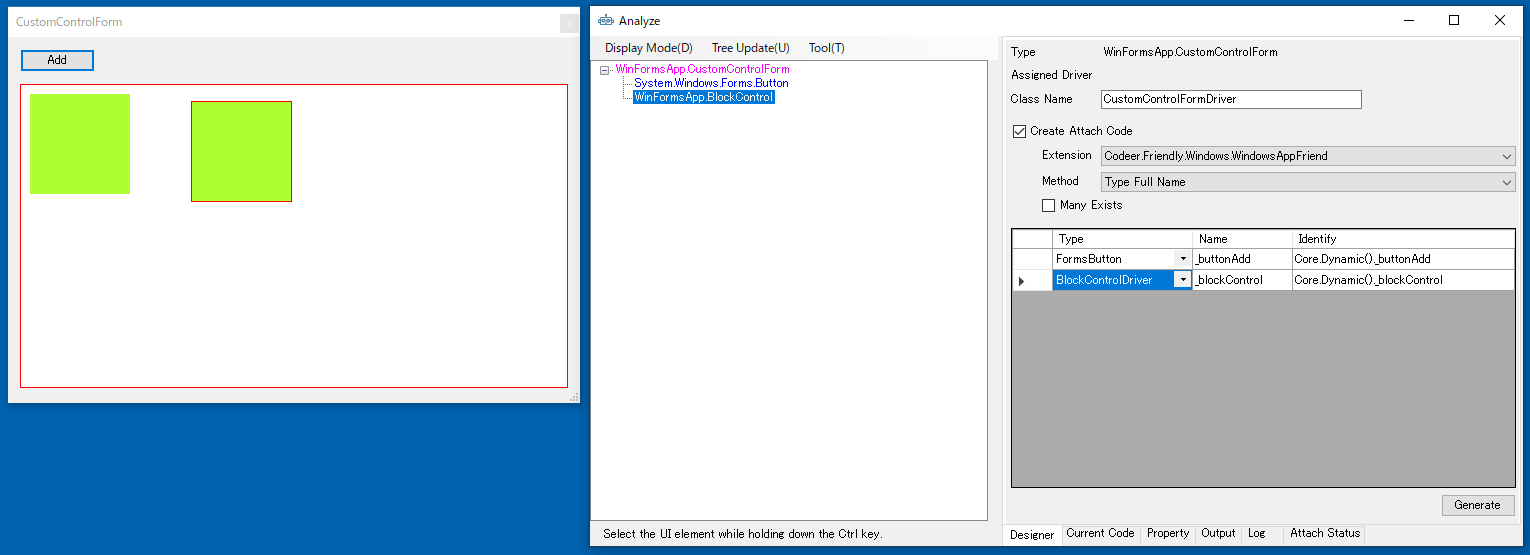 CustomControlForm
Add
Analyze
Display Mode(D) Tree Update(U) Tool(T)
WinFormsApp.CustomControlForm
System.Windows.Forms.Button
WinFormsApp.BlockControl
Select the UI element while holding down the Ctrl key.
Type WinFormsApp.CustomControlForm
Assigned Driver
Class Name CustomControlFormDriver
Create Attach Code
Extension Codeer.Friendly.Windows.WindowsAppFriend
Method Type Full Name
Many Exists
Type Name Identify
FormsButton _buttonAdd Core.Dynamic()._buttonAdd
BlockControlDriver _blockControl Core.Dynamic()._blockControl
Generate
Designer Current Code Property Output Log Attach Status